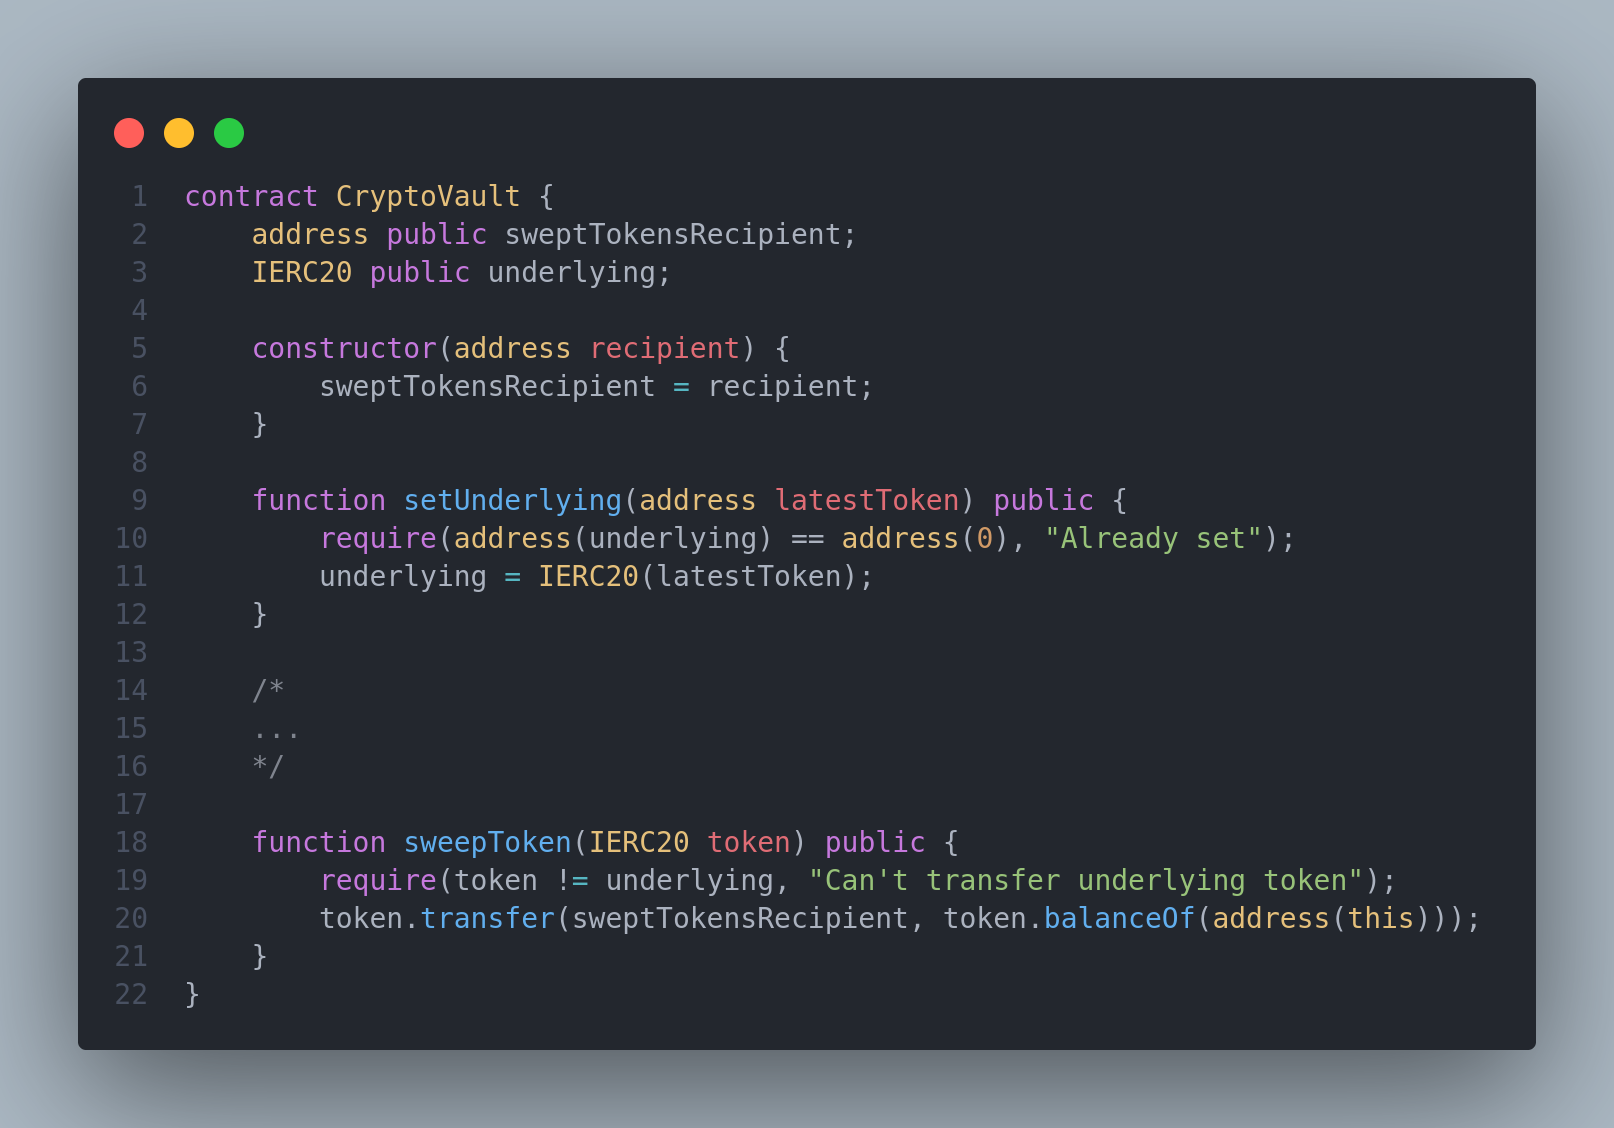 1 contract CryptoVault {
2     address public sweptTokensRecipient;
3     IERC20 public underlying;
4
5     constructor(address recipient) {
6         sweptTokensRecipient = recipient;
7     }
8
9     function setUnderlying(address latestToken) public {
10         require(address(underlying) == address(0), "Already set");
11         underlying = IERC20(latestToken);
12     }
13
14     /*
15     ...
16     */
17
18     function sweepToken(IERC20 token) public {
19         require(token != underlying, "Can't transfer underlying token");
20         token.transfer(sweptTokensRecipient, token.balanceOf(address(this)));
21     }
22 }